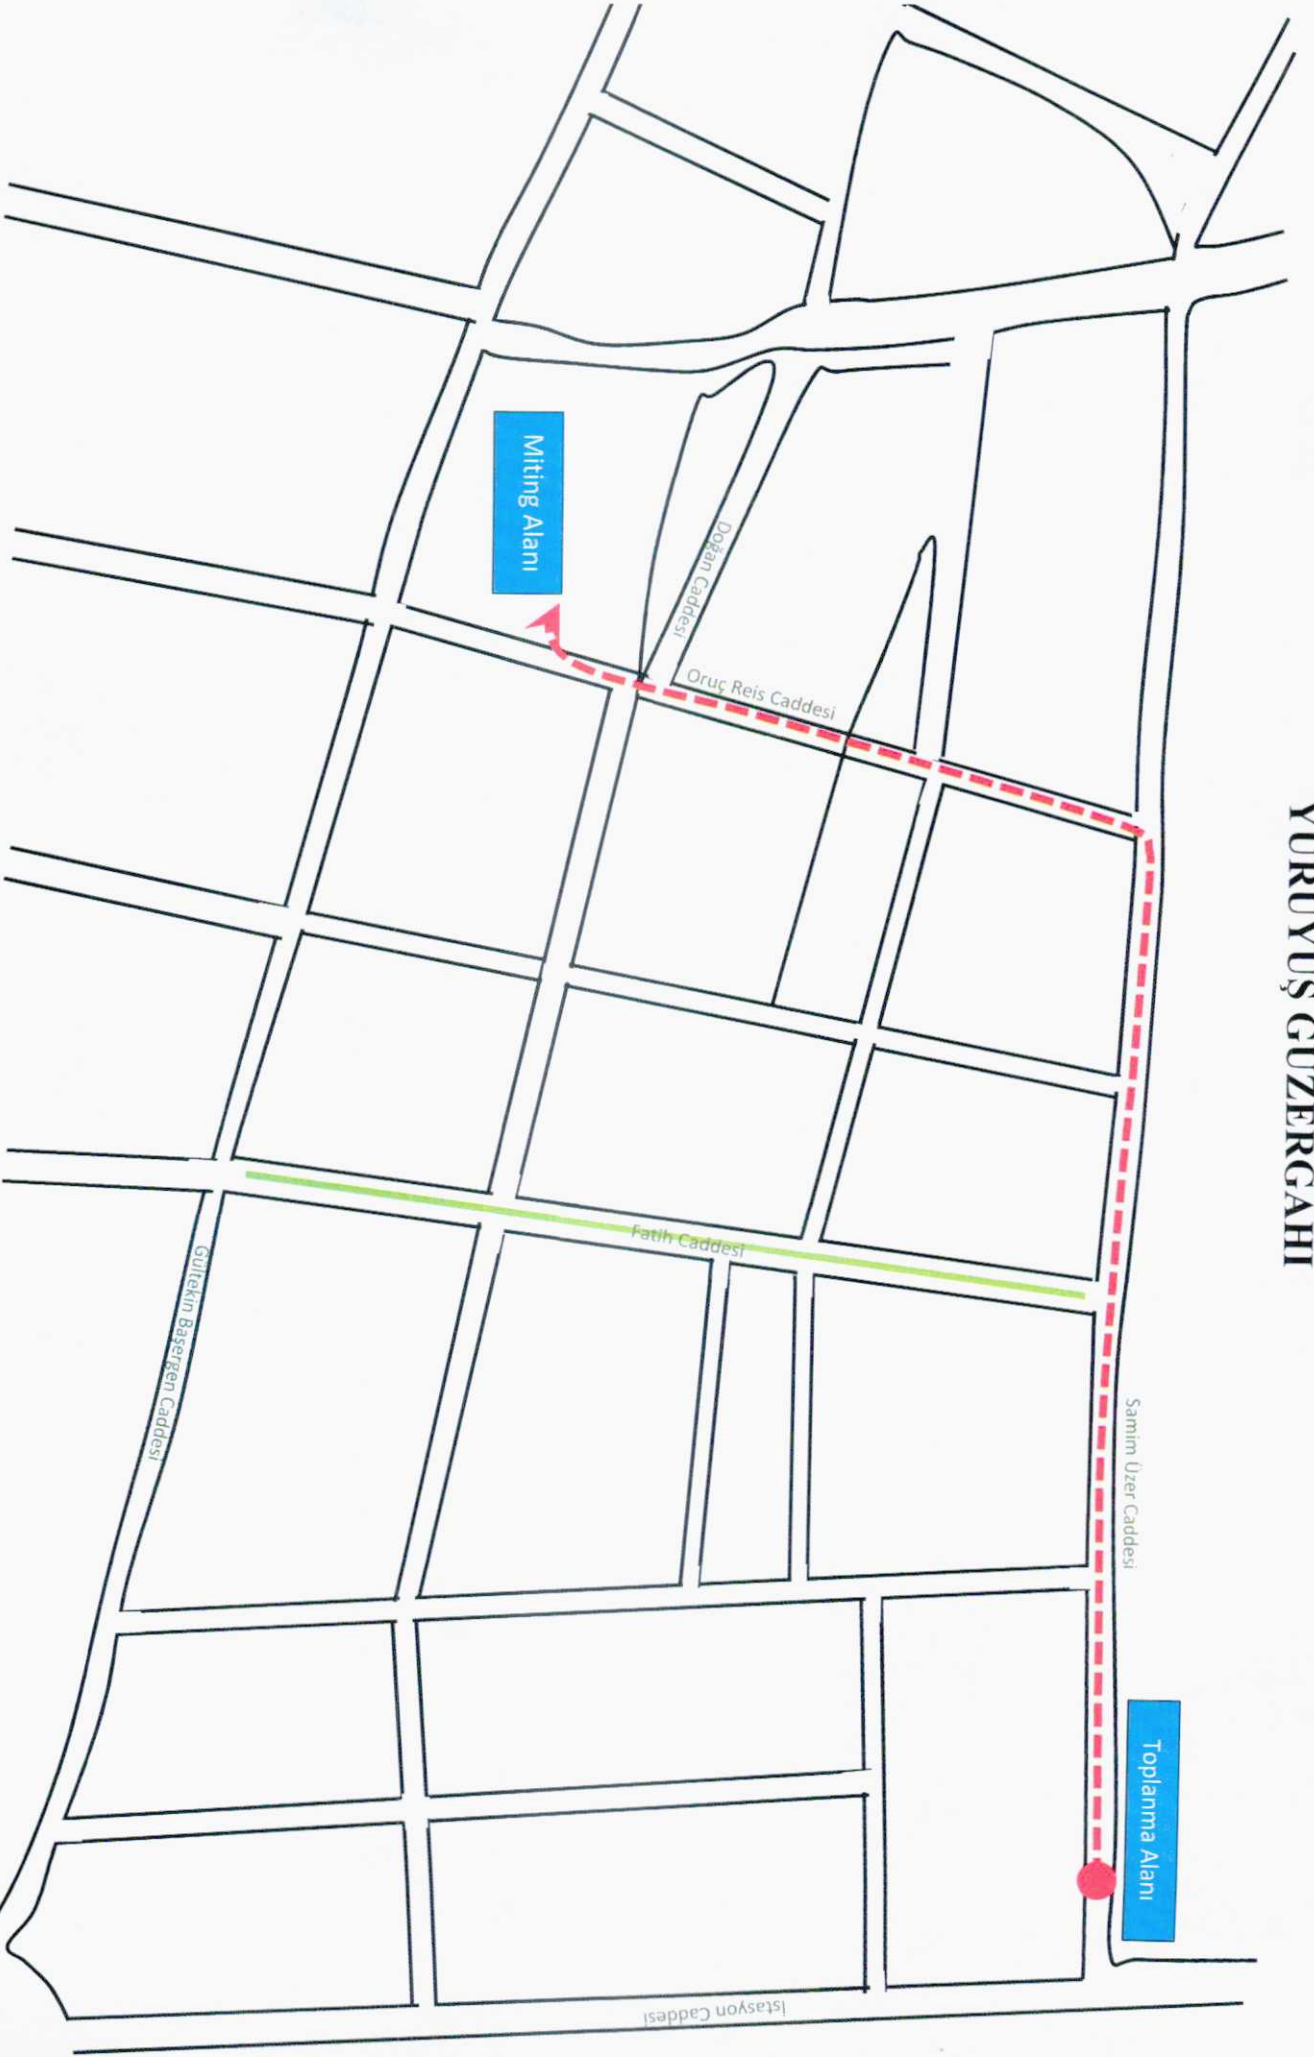 YÜRÜYÜŞ GÜZERGAHI
Toplanma Alanı
Samim Üzer Caddesi
Oruç Reis Caddesi
Doğan Caddesi
Miting Alanı
Fatih Caddesi
Gültekin Başergen Caddesi
İstasyon Caddesi